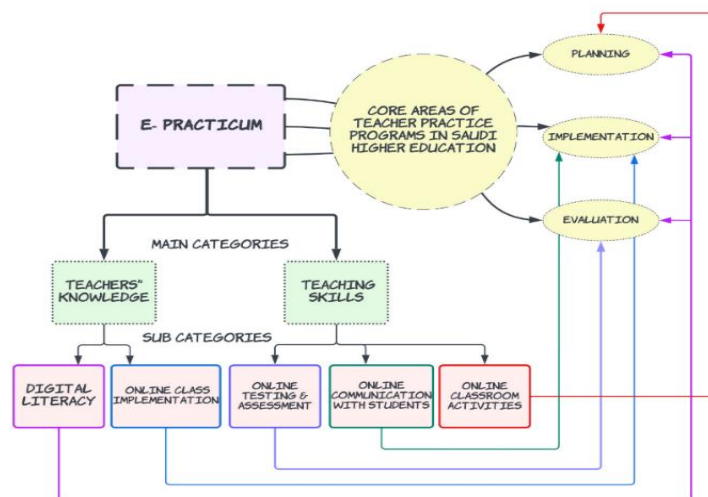 PLANNING
E- PRACTICUM
CORE AREAS OF
TEACHER PRACTICE
PROGRAMS IN SAUDI
HIGHER EDUCATION
IMPLEMENTATION
EVALUATION
MAIN CATEGORIES
TEACHERS"
KNOWLEDGE
TEACHING
SKILLS
SUB CATEGORIES
DIGITAL
LITERACY
ONLINE CLASS
IMPLEMENTATION
ONLINE
TESTING &
ASSESSMENT
ONLINE
COMMUNICATION
WITH STUDENTS
ONLINE
CLASSROOM
ACTIVITIES